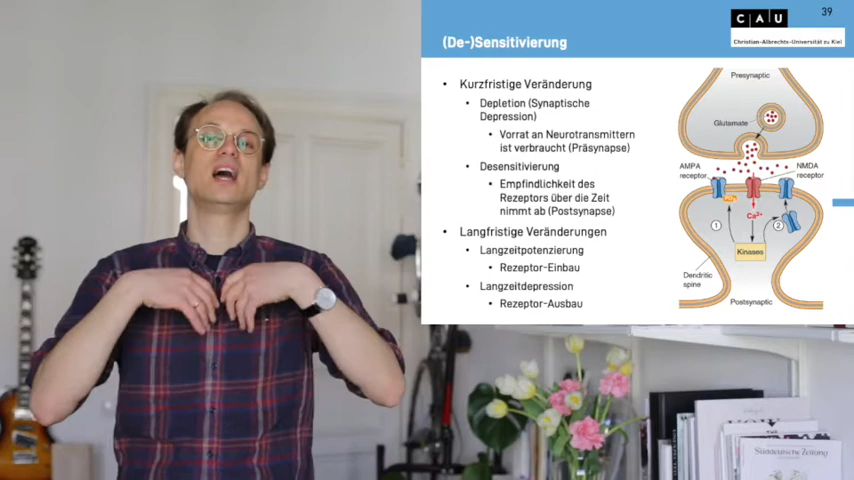 39
C A U
Christian-Albrechts-Universität zu Kiel
(De-)Sensitivierung
• Kurzfristige Veränderung
• Depletion (Synaptische
Depression)
• Vorrat an Neurotransmittern
ist verbraucht (Präsynapse)
• Desensitivierung
• Empfindlichkeit des
Rezeptors über die Zeit
nimmt ab (Postsynapse)
• Langfristige Veränderungen
• Langzeitpotenzierung
• Rezeptor-Einbau
• Langzeitdepression
• Rezeptor-Ausbau
Presynaptic
Glutamate
AMPA
receptor
NMDA
receptor
Ca²⁺
1
2
Kinases
Dendritic
spine
Postsynaptic
Süddeutsche Zeitung